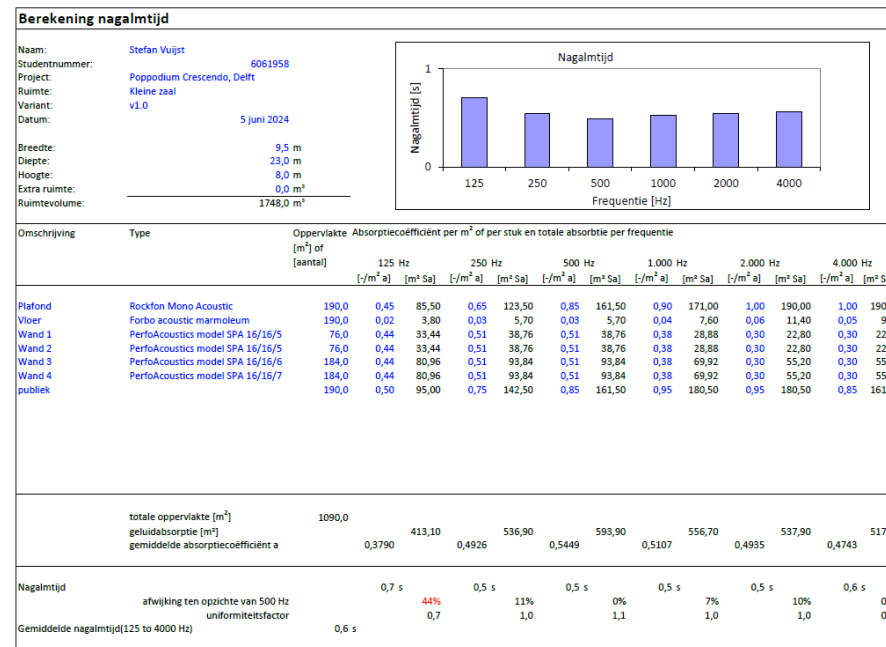 Berekening nagalmtijd
Naam: Stefan Vuijst
Studentnummer: 6061958
Project: Poppodium Crescendo, Delft
Ruimte: Kleine zaal
Variant: v1.0
Datum: 5 juni 2024
Breedte: 9,5 m
Diepte: 23,0 m
Hoogte: 8,0 m
Extra ruimte: 0,0 m³
Ruimtevolume: 1748,0 m³
Nagalmtijd
Nagalmtijd [s]
1
0
125 250 500 1000 2000 4000
Frequentie [Hz]
Omschrijving Type Oppervlakte Absorptiecoëfficiënt per m² of per stuk en totale absorbtie per frequentie
[m²] of
[aantal] 125 Hz 250 Hz 500 Hz 1.000 Hz 2.000 Hz 4.000 Hz
[-/m² a] [m² Sa] [-/m² a] [m² Sa] [-/m² a] [m² Sa] [-/m² a] [m² Sa] [-/m² a] [m² Sa] [-/m² a] [m² S
Plafond Rockfon Mono Acoustic 190,0 0,45 85,50 0,65 123,50 0,85 161,50 0,90 171,00 1,00 190,00 1,00 190
Vloer Forbo acoustic marmoleum 190,0 0,02 3,80 0,03 5,70 0,03 5,70 0,04 7,60 0,06 11,40 0,05 9
Wand 1 PerfoAcoustics model SPA 16/16/5 76,0 0,44 33,44 0,51 38,76 0,51 38,76 0,38 28,88 0,30 22,80 0,30 22
Wand 2 PerfoAcoustics model SPA 16/16/5 76,0 0,44 33,44 0,51 38,76 0,51 38,76 0,38 28,88 0,30 22,80 0,30 22
Wand 3 PerfoAcoustics model SPA 16/16/6 184,0 0,44 80,96 0,51 93,84 0,51 93,84 0,38 69,92 0,30 55,20 0,30 55
Wand 4 PerfoAcoustics model SPA 16/16/7 184,0 0,44 80,96 0,51 93,84 0,51 93,84 0,38 69,92 0,30 55,20 0,30 55
publiek 190,0 0,50 95,00 0,75 142,50 0,85 161,50 0,95 180,50 0,95 180,50 0,85 161
totale oppervlakte [m²] 1090,0
geluidabsorptie [m²] 413,10 536,90 593,90 556,70 537,90 517
gemiddelde absorptiecoëfficiënt a 0,3790 0,4926 0,5449 0,5107 0,4935 0,4743
Nagalmtijd 0,7 s 0,5 s 0,5 s 0,5 s 0,5 s 0,6 s
afwijking ten opzichte van 500 Hz 44% 11% 0% 7% 10%
uniformiteitsfactor 0,7 1,0 1,1 1,0 1,0
Gemiddelde nagalmtijd(125 to 4000 Hz) 0,6 s